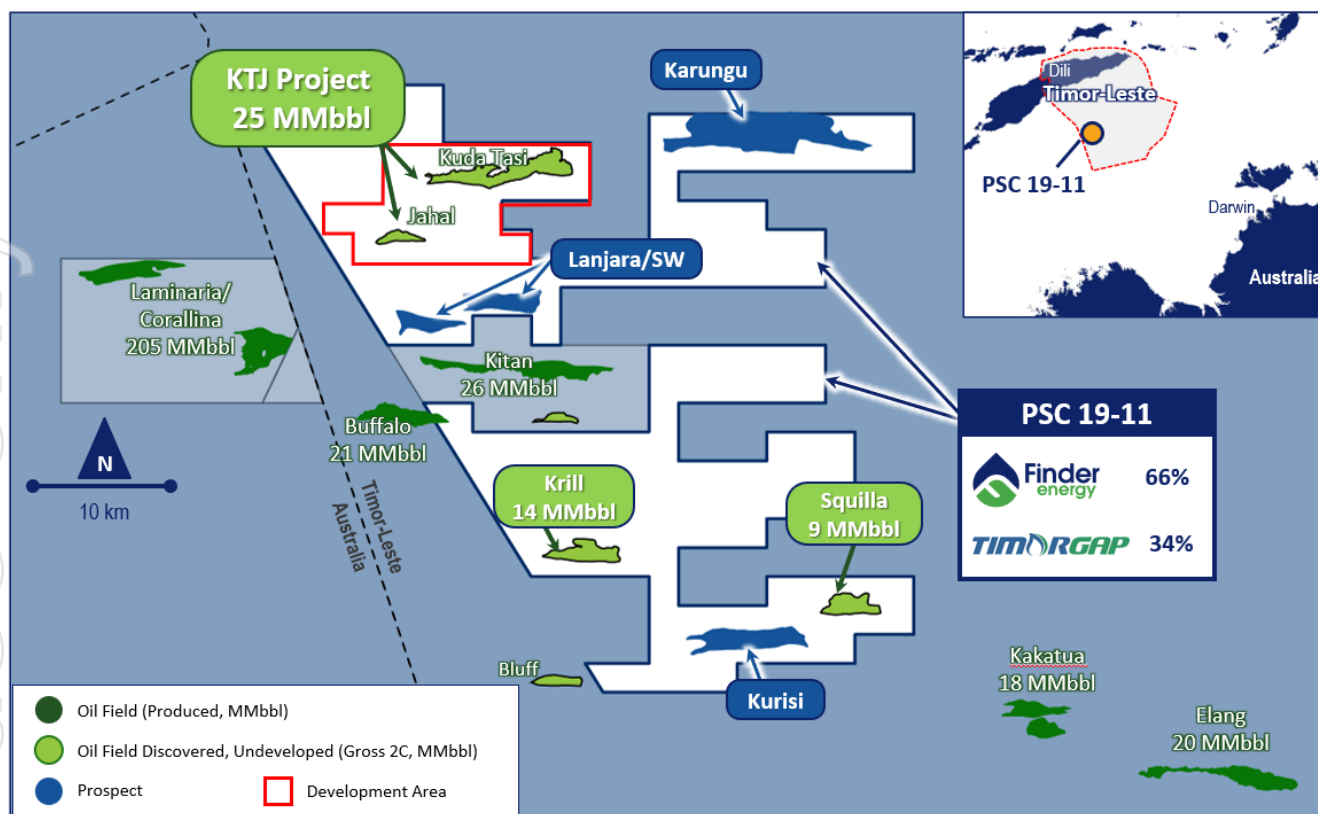 KTJ Project
25 MMbbl
Karungu
Kuda Tasi
Jahal
Lanjara/SW
Laminaria/
Corallina
205 MMbbl
Kitan
26 MMbbl
Buffalo
21 MMbbl
N
10 km
Timor-Leste
Australia
Krill
14 MMbbl
Squilla
9 MMbbl
Bluff
Kurisi
Kakatua
18 MMbbl
Elang
20 MMbbl
Dili
Timor-Leste
PSC 19-11
Darwin
Australia
PSC 19-11
Finder
energy
66%
TIMORGAP
34%
Oil Field (Produced, MMbbl)
Oil Field Discovered, Undeveloped (Gross 2C, MMbbl)
Prospect
Development Area